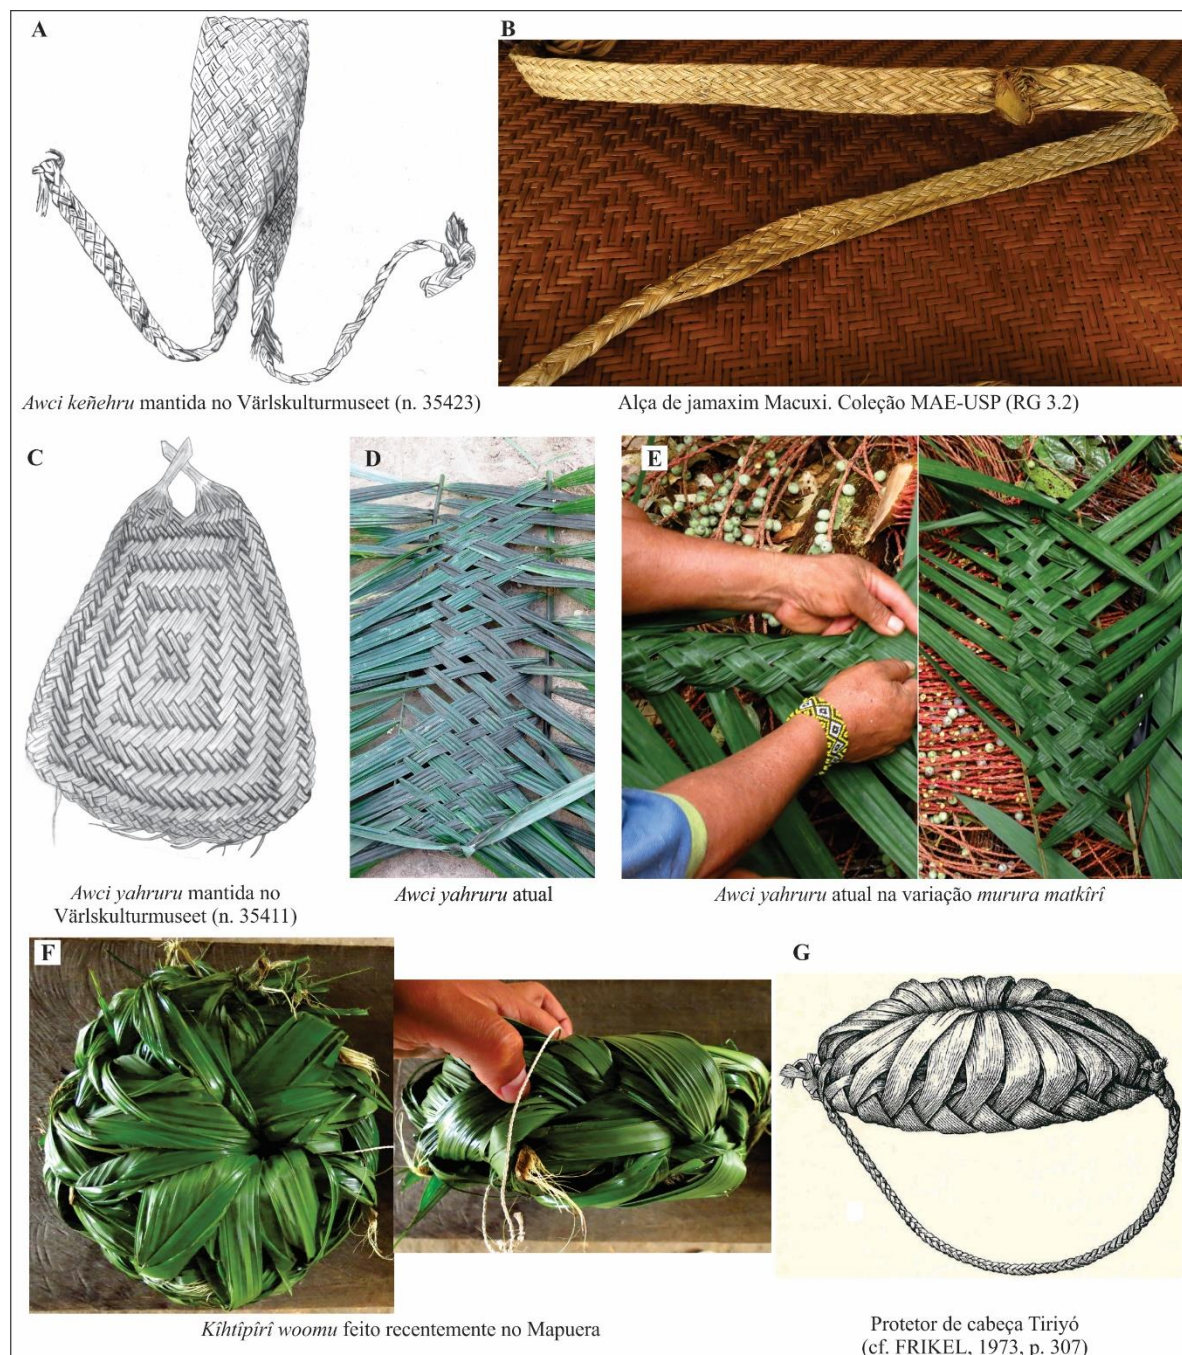 A
B
Awci keñehru mantida no Värlskulturmuseet (n. 35423)
Alça de jamaxim Macuxi. Coleção MAE-USP (RG 3.2)
C
D
E
Awci yahruru mantida no
Värlskulturmuseet (n. 35411)
Awci yahruru atual
Awci yahruru atual na variação murura matkîrî
F
G
Kîhtîpîrî woomu feito recentemente no Mapuera
Protetor de cabeça Tiriyó
(cf. FRIKEL, 1973, p. 307)